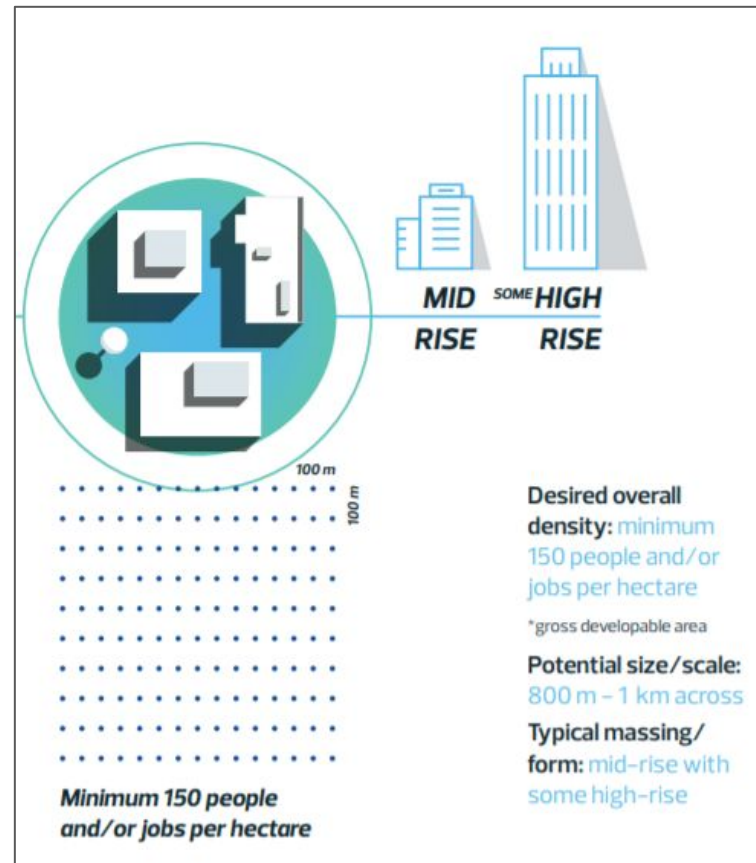 MID SOME HIGH
RISE RISE
100 m
100 m
Desired overall
density: minimum
150 people and/or
jobs per hectare
*gross developable area
Potential size/scale:
800 m - 1 km across
Typical massing/
form: mid-rise with
some high-rise
Minimum 150 people
and/or jobs per hectare